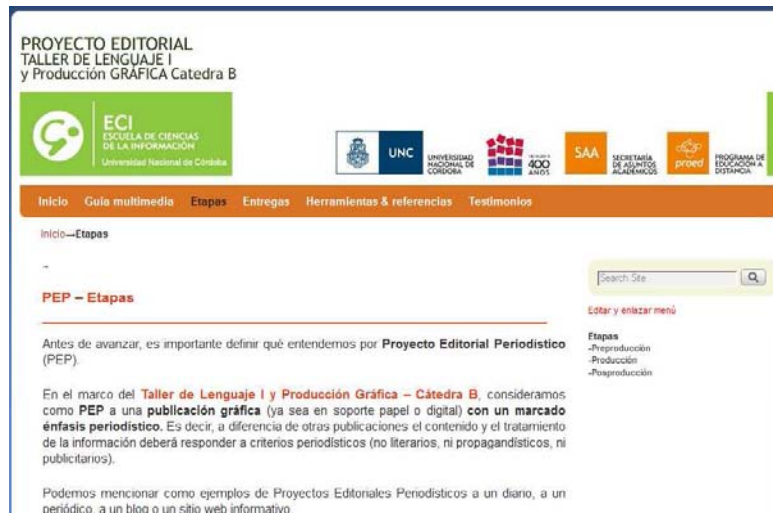 PROYECTO EDITORIAL
TALLER DE LENGUAJE I
y Producción GRÁFICA Catedra B
ECI
ESCUELA DE CIENCIAS
DE LA INFORMACIÓN
Universidad Nacional de Córdoba
UNC
UNIVERSIDAD
NACIONAL DE
CÓRDOBA
400
AÑOS
SAA
SECRETARÍA
DE ASUNTOS
ACADÉMICOS
proed
PROGRAMA DE
EDUCACIÓN A
DISTANCIA
Inicio Guia multimedia Etapas Entregas Herramientas & referencias Testimonios
Inicio→Etapas
Search Site
PEP – Etapas
Editar y enlazar menú
Etapas
-Preproducción
-Producción
-Posproducción
Antes de avanzar, es importante definir qué entendemos por Proyecto Editorial Periodístico
(PEP).
En el marco del Taller de Lenguaje I y Producción Gráfica – Cátedra B, consideramos
como PEP a una publicación gráfica (ya sea en soporte papel o digital) con un marcado
énfasis periodístico. Es decir, a diferencia de otras publicaciones el contenido y el tratamiento
de la información deberá responder a criterios periodísticos (no literarios, ni propagandísticos, ni
publicitarios).
Podemos mencionar como ejemplos de Proyectos Editoriales Periodísticos a un diario, a un
periódico, a un blog o un sitio web informativo